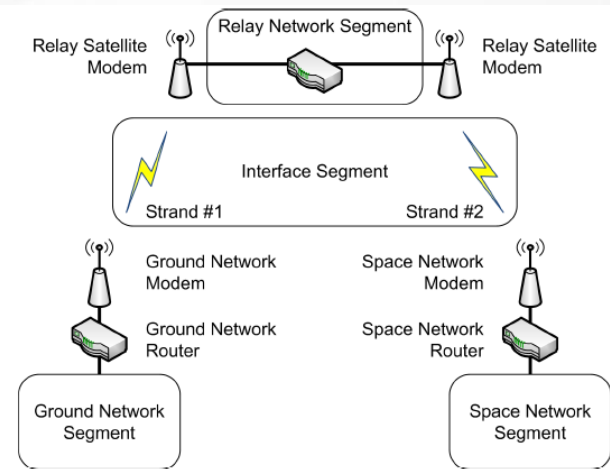 Relay Network Segment
Relay Satellite
Modem
Relay Satellite
Modem
Interface Segment
Strand #1
Strand #2
Ground Network
Modem
Space Network
Modem
Ground Network
Router
Space Network
Router
Ground Network
Segment
Space Network
Segment